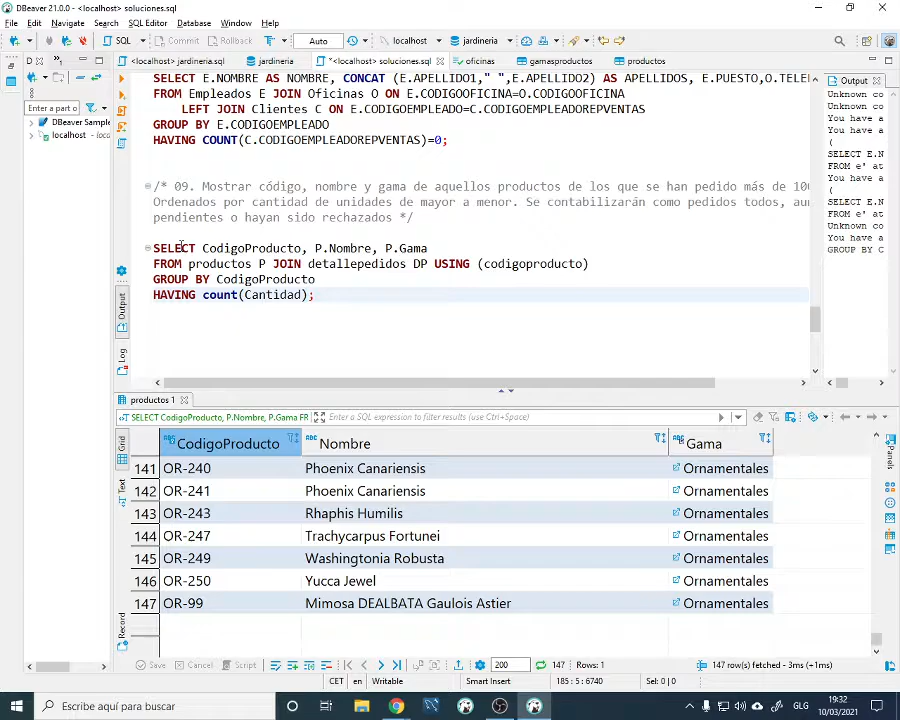 DBeaver 21.0.0 - soluciones.sql
File Edit Navigate Search SQL Editor Database Window Help
SQL Commit Rollback Auto localhost jardineria
D <localhost> jardineria.sql jardineria *<localhost> soluciones.sql oficinas gamasproductos productos Output
Enter a part o
DBeaver Sample
localhost - loca
SELECT E.NOMBRE AS NOMBRE, CONCAT (E.APELLIDO1," ",E.APELLIDO2) AS APELLIDOS, E.PUESTO,O.TELE
FROM Empleados E JOIN Oficinas O ON E.CODIGOOFICINA=O.CODIGOOFICINA
LEFT JOIN Clientes C ON E.CODIGOEMPLEADO=C.CODIGOEMPLEADOREPVENTAS
GROUP BY E.CODIGOEMPLEADO
HAVING COUNT(C.CODIGOEMPLEADOREPVENTAS)=0;
/* 09. Mostrar código, nombre y gama de aquellos productos de los que se han pedido más de 100
Ordenados por cantidad de unidades de mayor a menor. Se contabilizarán como pedidos todos, aun
pendientes o hayan sido rechazados */
SELECT CodigoProducto, P.Nombre, P.Gama
FROM productos P JOIN detallepedidos DP USING (codigoproducto)
GROUP BY CodigoProducto
HAVING count(Cantidad);
Unknown co
Unknown co
You have a
You have a
(
SELECT E.N
FROM e' at
You have a
(
SELECT E.N
FROM e' at
Unknown co
You have a
GROUP BY C
Output
Log
productos 1
SELECT CodigoProducto, P.Nombre, P.Gama FR Enter a SQL expression to filter results (use Ctrl+Space)
Grid
Text
Record
Panels
CodigoProducto Nombre Gama
141 OR-240 Phoenix Canariensis Ornamentales
142 OR-241 Phoenix Canariensis Ornamentales
143 OR-243 Rhaphis Humilis Ornamentales
144 OR-247 Trachycarpus Fortunei Ornamentales
145 OR-249 Washingtonia Robusta Ornamentales
146 OR-250 Yucca Jewel Ornamentales
147 OR-99 Mimosa DEALBATA Gaulois Astier Ornamentales
Save Cancel Script 200 147 Rows: 1 147 row(s) fetched - 3ms (+1ms)
CET en Writable Smart Insert 185 : 5 : 6740 Sel: 0 | 0
Escribe aquí para buscar GLG 19:32
10/03/2021